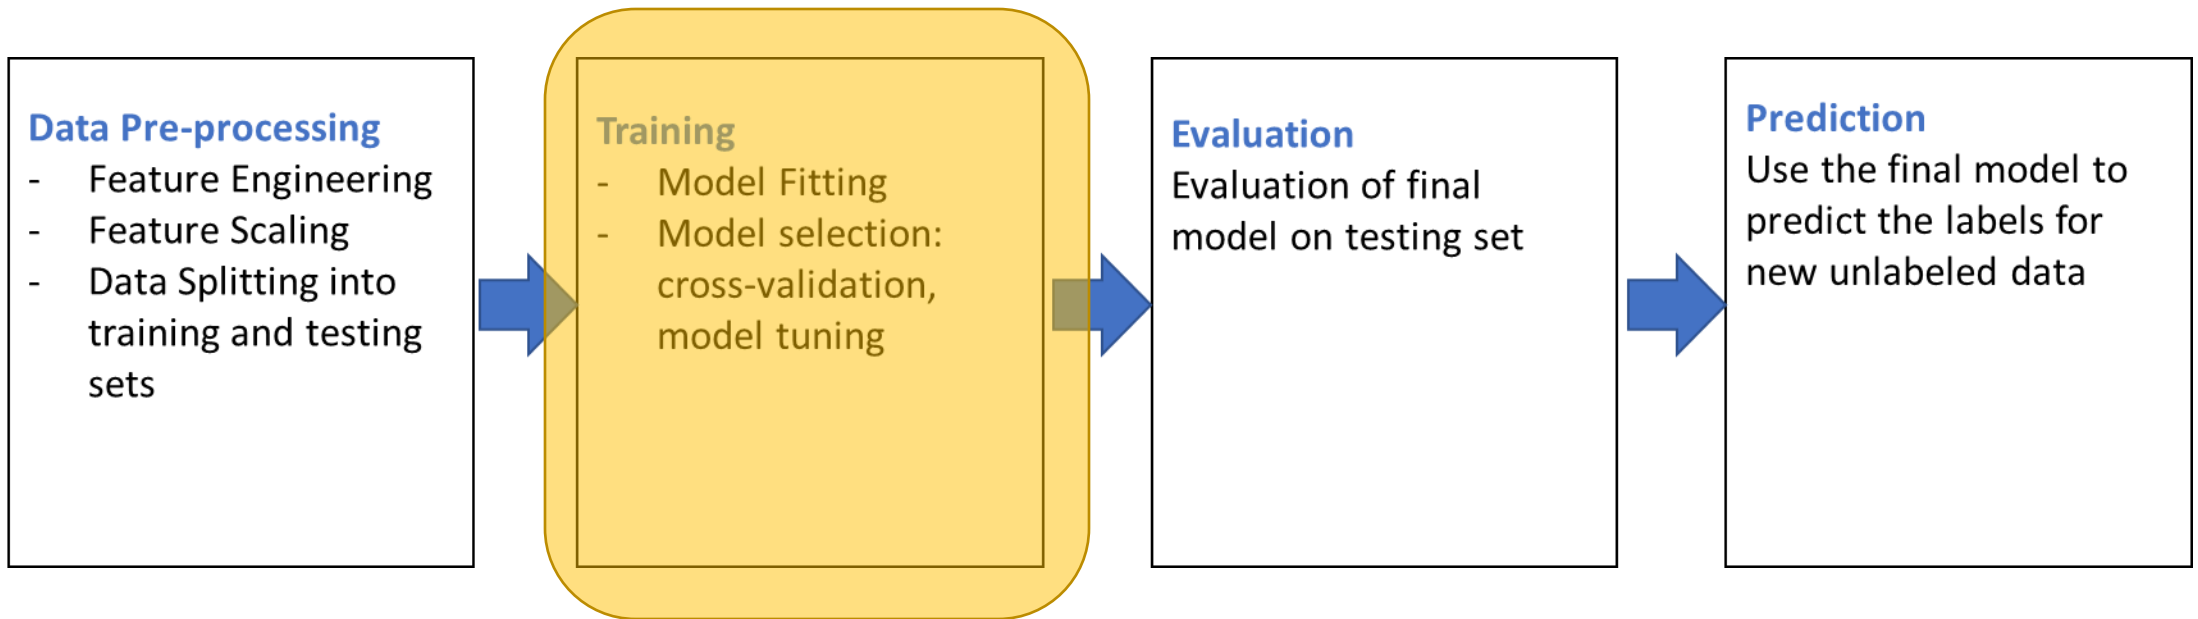 Data Pre-processing
- Feature Engineering
- Feature Scaling
- Data Splitting into
training and testing
sets
Training
- Model Fitting
- Model selection:
cross-validation,
model tuning
Evaluation
Evaluation of final
model on testing set
Prediction
Use the final model to
predict the labels for
new unlabeled data